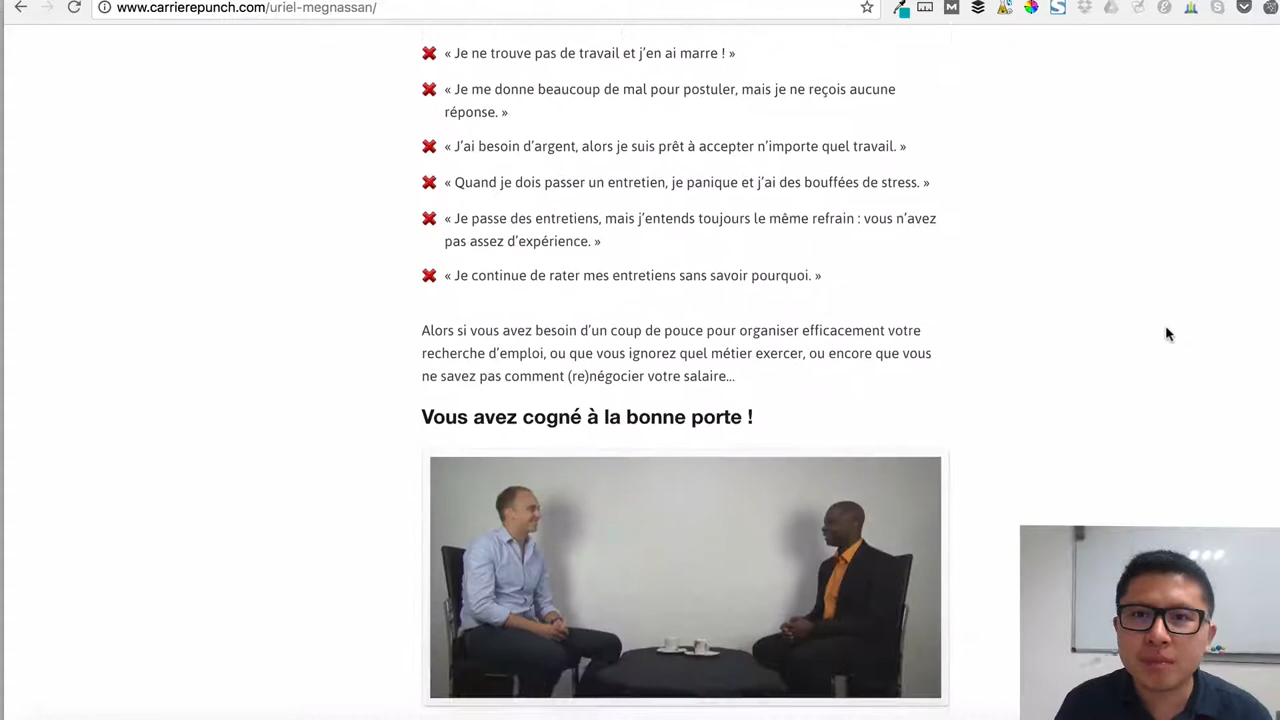 www.carrierepunch.com/uriel-megnassan/
« Je ne trouve pas de travail et j’en ai marre ! »
« Je me donne beaucoup de mal pour postuler, mais je ne reçois aucune
réponse. »
« J’ai besoin d’argent, alors je suis prêt à accepter n’importe quel travail. »
« Quand je dois passer un entretien, je panique et j’ai des bouffées de stress. »
« Je passe des entretiens, mais j’entends toujours le même refrain : vous n’avez
pas assez d’expérience. »
« Je continue de rater mes entretiens sans savoir pourquoi. »
Alors si vous avez besoin d’un coup de pouce pour organiser efficacement votre
recherche d’emploi, ou que vous ignorez quel métier exercer, ou encore que vous
ne savez pas comment (re)négocier votre salaire...
Vous avez cogné à la bonne porte !